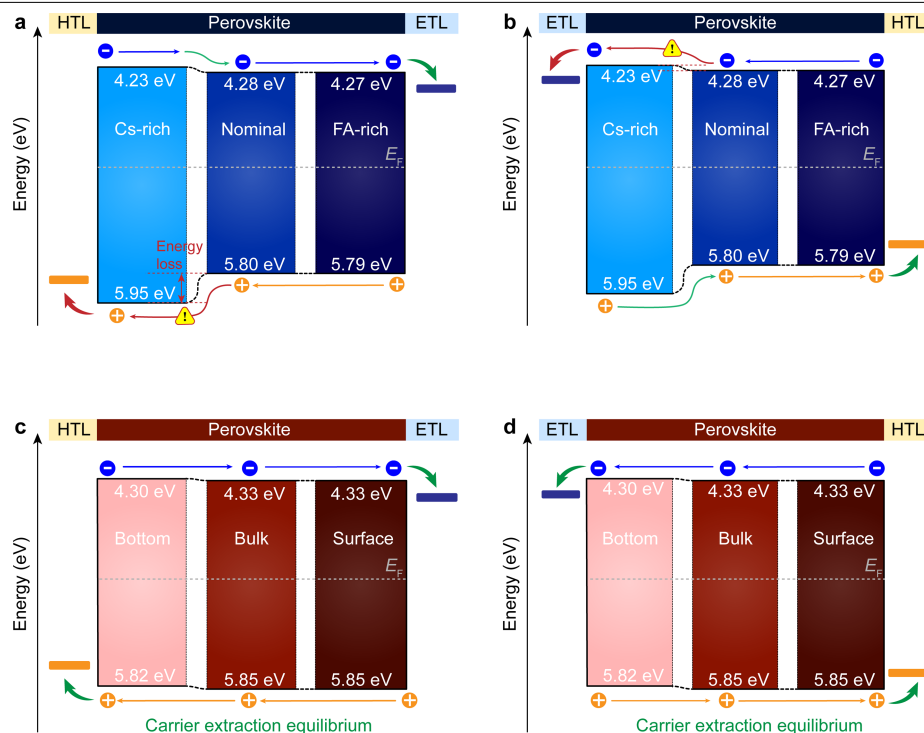 a
HTL Perovskite ETL
Energy (eV)
4.23 eV 4.28 eV 4.27 eV
Cs-rich Nominal FA-rich
E_F
Energy
loss
5.80 eV 5.79 eV
5.95 eV
!
b
ETL Perovskite HTL
!
Energy (eV)
4.23 eV 4.28 eV 4.27 eV
Cs-rich Nominal FA-rich
E_F
5.80 eV 5.79 eV
5.95 eV
c
HTL Perovskite ETL
Energy (eV)
4.30 eV 4.33 eV 4.33 eV
Bottom Bulk Surface
E_F
5.82 eV 5.85 eV 5.85 eV
Carrier extraction equilibrium
d
ETL Perovskite HTL
Energy (eV)
4.30 eV 4.33 eV 4.33 eV
Bottom Bulk Surface
E_F
5.82 eV 5.85 eV 5.85 eV
Carrier extraction equilibrium